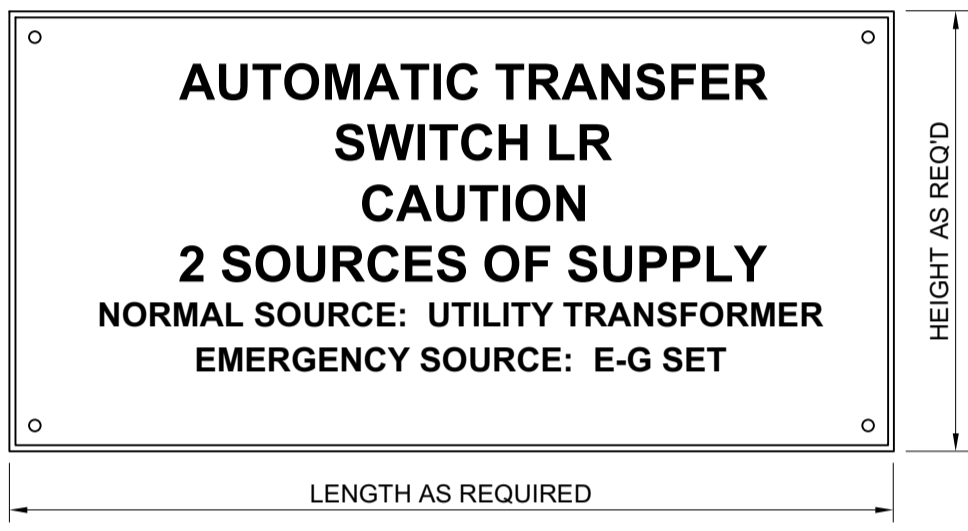 AUTOMATIC TRANSFER
SWITCH LR
CAUTION
2 SOURCES OF SUPPLY
NORMAL SOURCE: UTILITY TRANSFORMER
EMERGENCY SOURCE: E-G SET
HEIGHT AS REQ'D
LENGTH AS REQUIRED